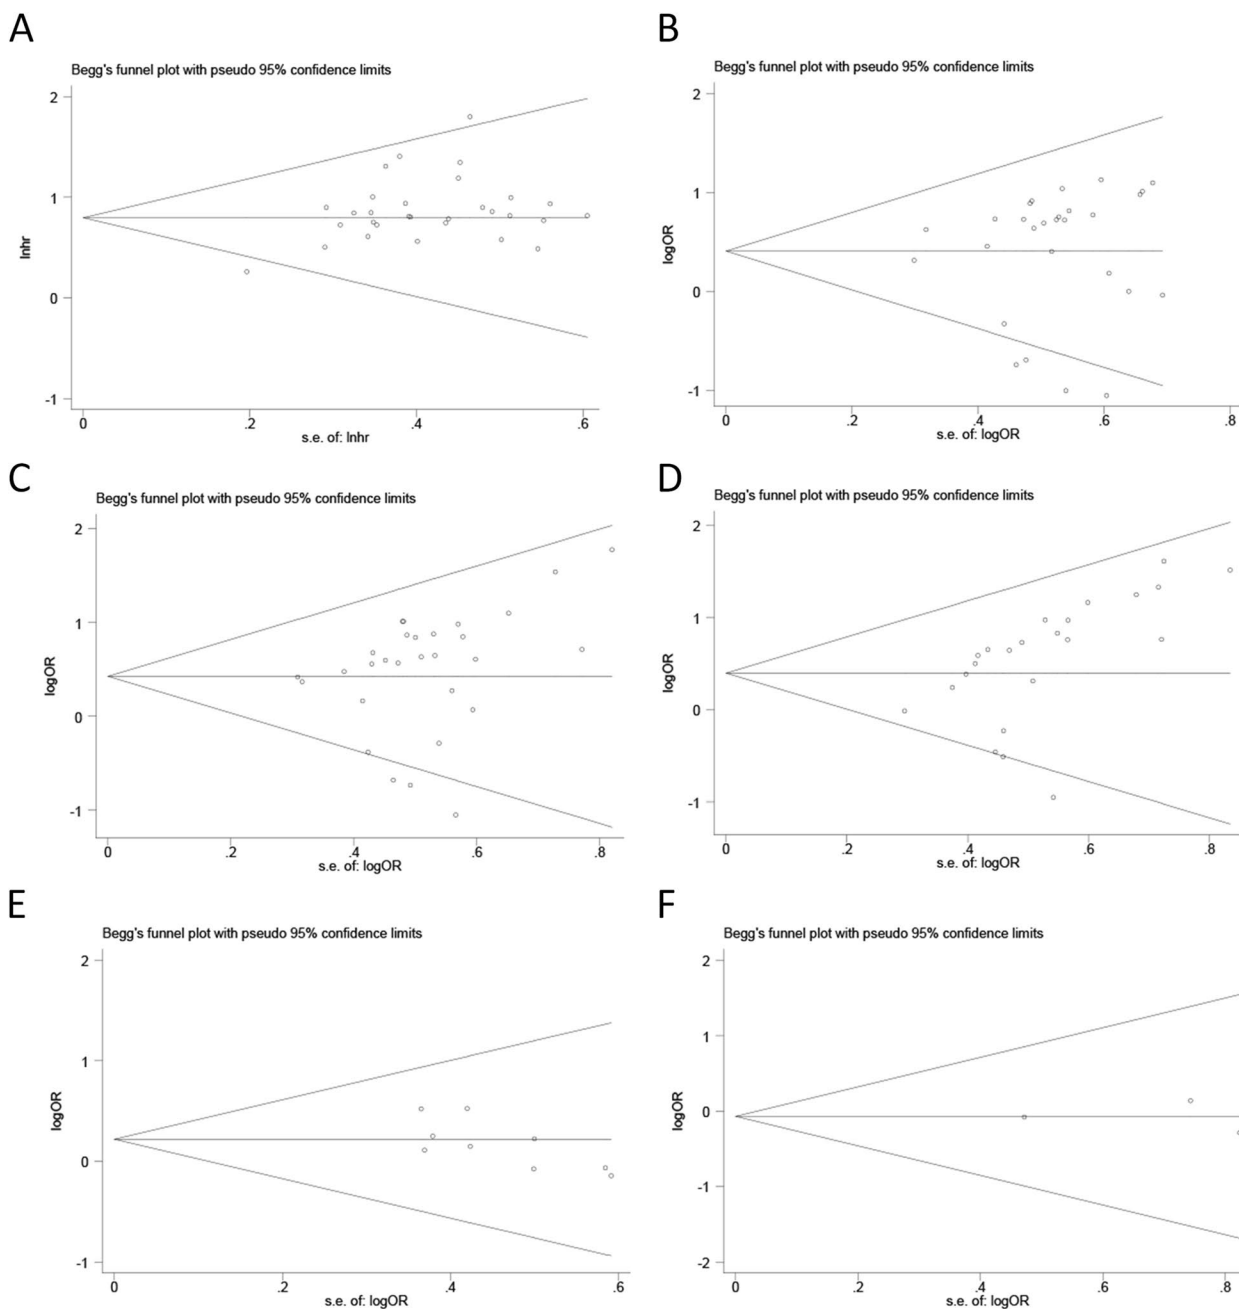 A
Begg's funnel plot with pseudo 95% confidence limits
lnhr
2
1
0
-1
0 .2 .4 .6
s.e. of: lnhr
B
Begg's funnel plot with pseudo 95% confidence limits
logOR
2
1
0
-1
0 .2 .4 .6 .8
s.e. of: logOR
C
Begg's funnel plot with pseudo 95% confidence limits
logOR
2
1
0
-1
0 .2 .4 .6 .8
s.e. of: logOR
D
Begg's funnel plot with pseudo 95% confidence limits
logOR
2
1
0
-1
0 .2 .4 .6 .8
s.e. of: logOR
E
Begg's funnel plot with pseudo 95% confidence limits
logOR
2
1
0
-1
0 .2 .4 .6
s.e. of: logOR
F
Begg's funnel plot with pseudo 95% confidence limits
logOR
2
1
0
-1
-2
0 .2 .4 .6 .8
s.e. of: logOR